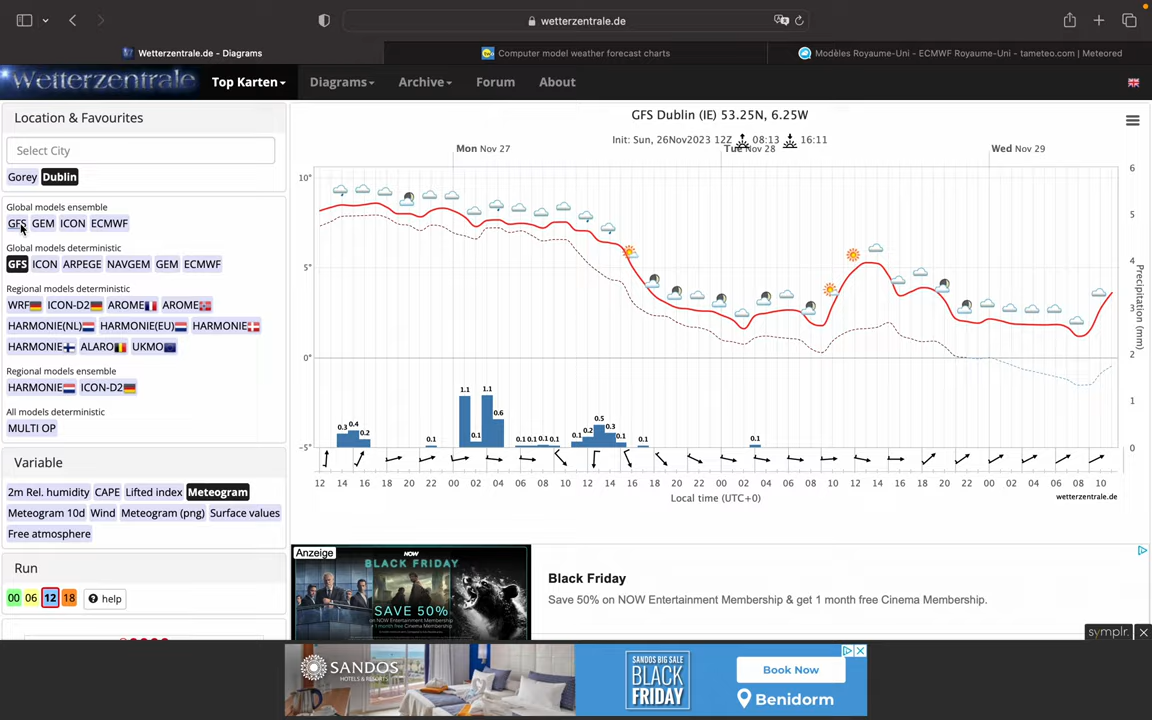 wetterzentrale.de
Wetterzentrale.de - Diagrams
Computer model weather forecast charts
Modèles Royaume-Uni - ECMWF Royaume-Uni - tameteo.com | Meteored
Wetterzentrale
Top Karten
Diagrams
Archive
Forum
About
Location & Favourites
Select City
Gorey Dublin
Global models ensemble
GFS GEM ICON ECMWF
Global models deterministic
GFS ICON ARPEGE NAVGEM GEM ECMWF
Regional models deterministic
WRF ICON-D2 AROME AROME
HARMONIE(NL) HARMONIE(EU) HARMONIE
HARMONIE ALARO UKMO
Regional models ensemble
HARMONIE ICON-D2
All models deterministic
MULTI OP
Variable
2m Rel. humidity CAPE Lifted index Meteogram
Meteogram 10d Wind Meteogram (png) Surface values
Free atmosphere
Run
00 06 12 18 help
GFS Dublin (IE) 53.25N, 6.25W
Init: Sun, 26Nov2023 12Z 08:13 16:11
Mon Nov 27 Tue Nov 28 Wed Nov 29
10°
5°
0°
-5°
6
5
4
3
2
1
0
Precipitation (mm)
0.3 0.4 0.2 0.1 1.1 0.1 1.1 0.6 0.1 0.1 0.1 0.1 0.1 0.2 0.5 0.3 0.1 0.1 0.1
12 14 16 18 20 22 00 02 04 06 08 10 12 14 16 18 20 22 00 02 04 06 08 10 12 14 16 18 20 22 00 02 04 06 08 10
Local time (UTC+0)
wetterzentrale.de
Anzeige
NOW
BLACK FRIDAY
SAVE 50%
Black Friday
Save 50% on NOW Entertainment Membership & get 1 month free Cinema Membership.
symplr.
SANDOS
HOTELS & RESORTS
SANDOS BIG SALE
BLACK
FRIDAY
Book Now
Benidorm